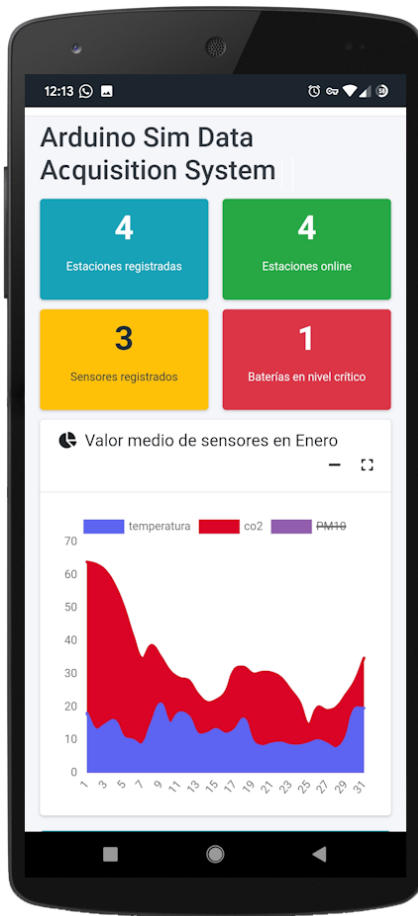 12:13
Arduino Sim Data
Acquisition System
4
Estaciones registradas
4
Estaciones online
3
Sensores registrados
1
Baterías en nivel crítico
Valor medio de sensores en Enero
temperatura co2 PM10
70
60
50
40
30
20
10
0
1 3 5 7 9 11 13 15 17 19 21 23 25 27 29 31